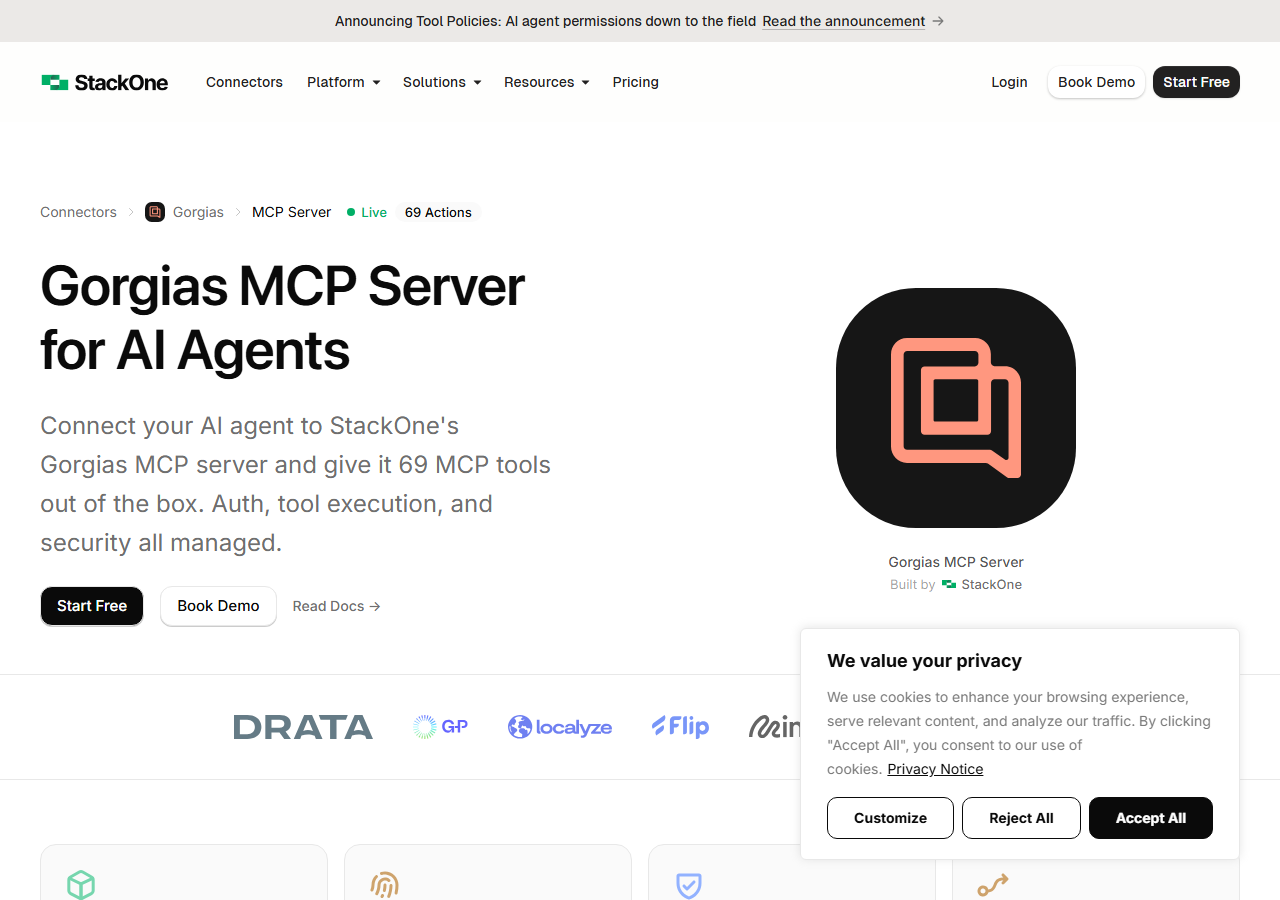 Announcing Tool Policies: AI agent permissions down to the field Read the announcement →
StackOne Connectors Platform Solutions Resources Pricing Login Book Demo Start Free
Connectors Gorgias MCP Server Live 69 Actions
Gorgias MCP Server
for AI Agents
Connect your AI agent to StackOne's
Gorgias MCP server and give it 69 MCP tools
out of the box. Auth, tool execution, and
security all managed.
Start Free Book Demo Read Docs →
Gorgias MCP Server
Built by StackOne
DRATA G-P localyze Flip
We value your privacy
We use cookies to enhance your browsing experience,
serve relevant content, and analyze our traffic. By clicking
"Accept All", you consent to our use of
cookies. Privacy Notice
Customize Reject All Accept All